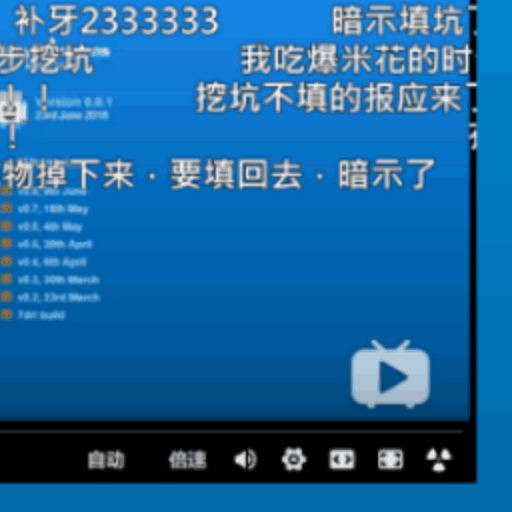 补牙2333333 暗示填坑
步挖坑 我吃爆米花的时
！！ 挖坑不填的报应来了
Version 0.0.1
23rd June 2016
！
物掉下来．要填回去．暗示了
v0.7, 18th May
v0.6, 4th May
v0.5, 20th April
v0.4, 6th April
v0.3, 30th March
v0.2, 23rd March
7drl build
自动 倍速